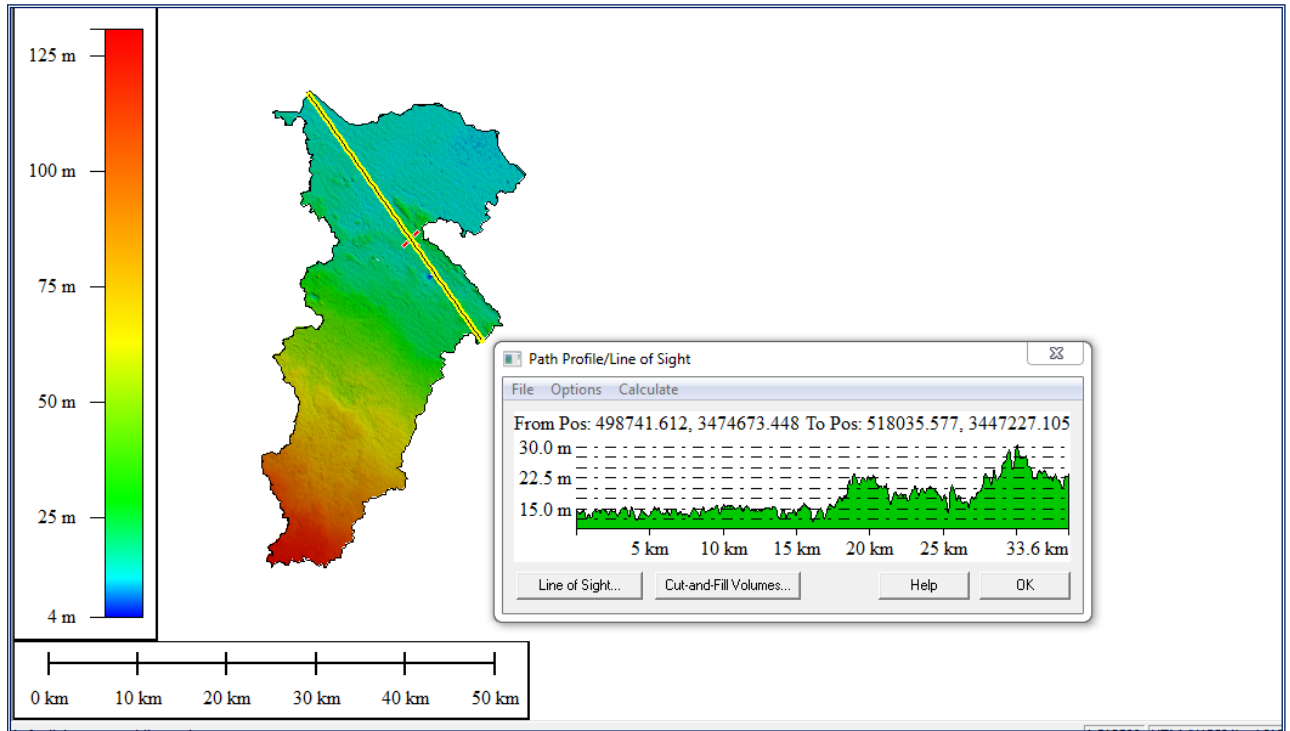 125 m
100 m
75 m
50 m
25 m
4 m
0 km 10 km 20 km 30 km 40 km 50 km
Path Profile/Line of Sight
File Options Calculate
From Pos: 498741.612, 3474673.448 To Pos: 518035.577, 3447227.105
30.0 m
22.5 m
15.0 m
5 km 10 km 15 km 20 km 25 km 33.6 km
Line of Sight... Cut-and-Fill Volumes... Help OK